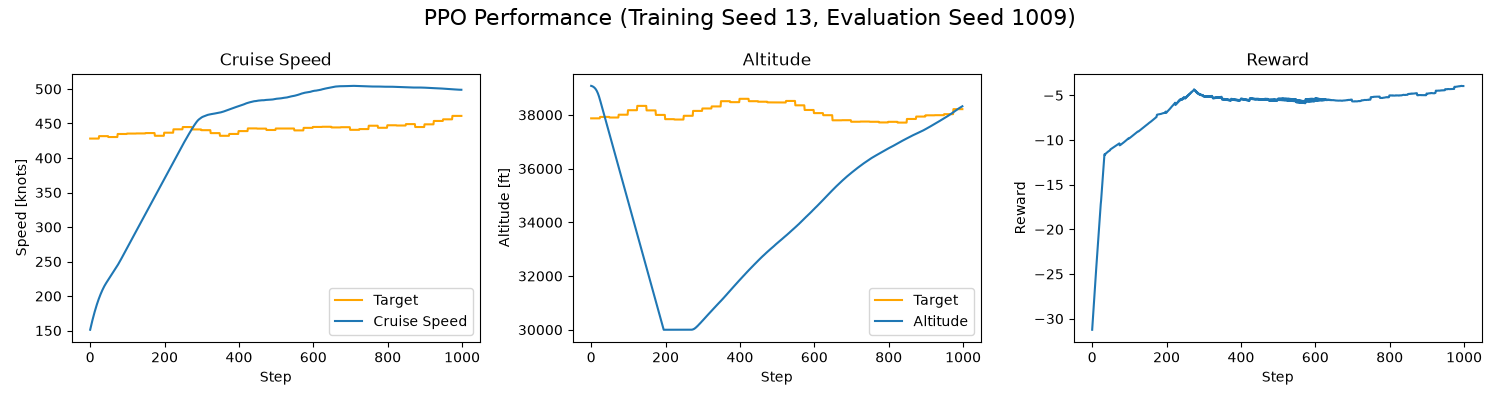 PPO Performance (Training Seed 13, Evaluation Seed 1009)
Cruise Speed
Speed [knots]
500
450
400
350
300
250
200
150
Target
Cruise Speed
0 200 400 600 800 1000
Step
Altitude
Altitude [ft]
38000
36000
34000
32000
30000
Target
Altitude
0 200 400 600 800 1000
Step
Reward
Reward
−5
−10
−15
−20
−25
−30
0 200 400 600 800 1000
Step